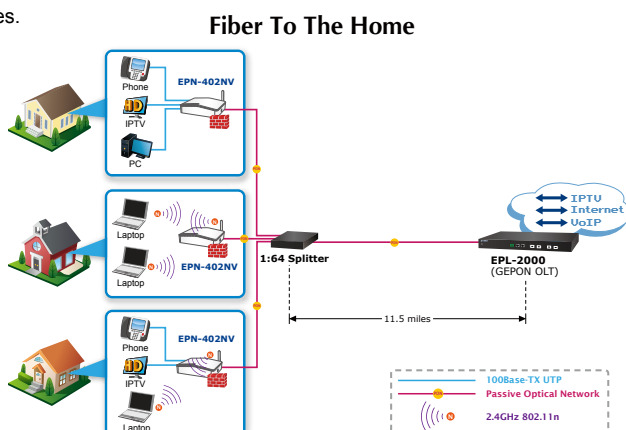 es.
Fiber To The Home
EPN-402NV
Phone
HD
IPTV
PC
Laptop
N
N
EPN-402NV
Laptop
EPN-402NV
Phone
N
HD
IPTV
N
Laptop
1:64 Splitter
EPL-2000
(GEPON OLT)
IPTV
Internet
VoIP
11.5 miles
100Base-TX UTP
Passive Optical Network
N
2.4GHz 802.11n